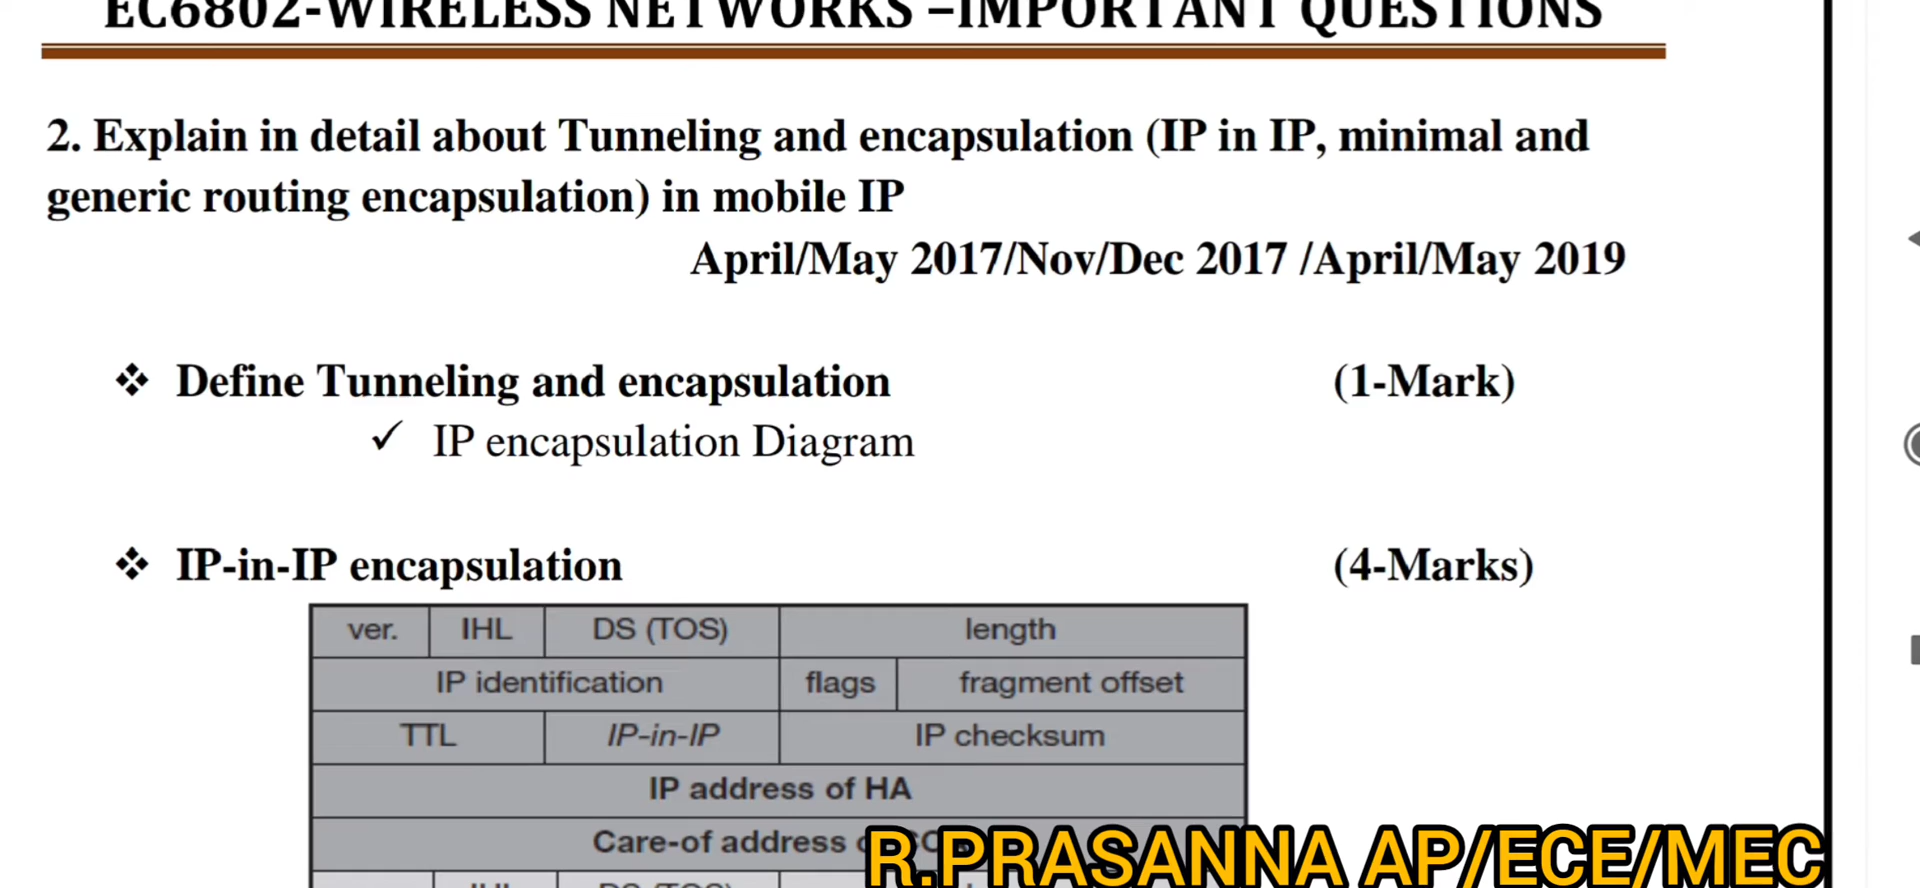 EC6802-WIRELESS NETWORKS –IMPORTANT QUESTIONS
2. Explain in detail about Tunneling and encapsulation (IP in IP, minimal and
generic routing encapsulation) in mobile IP
April/May 2017/Nov/Dec 2017 /April/May 2019
❖ Define Tunneling and encapsulation (1-Mark)
✓ IP encapsulation Diagram
❖ IP-in-IP encapsulation (4-Marks)
ver. IHL DS (TOS) length
IP identification flags fragment offset
TTL IP-in-IP IP checksum
IP address of HA
Care-of address
R.PRASANNA AP/ECE/MEC
IHL DS (TOS)